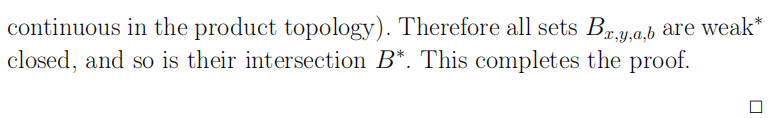 continuous in the product topology). Therefore all sets B_{x,y,a,b} are weak*
closed, and so is their intersection B*. This completes the proof.
□